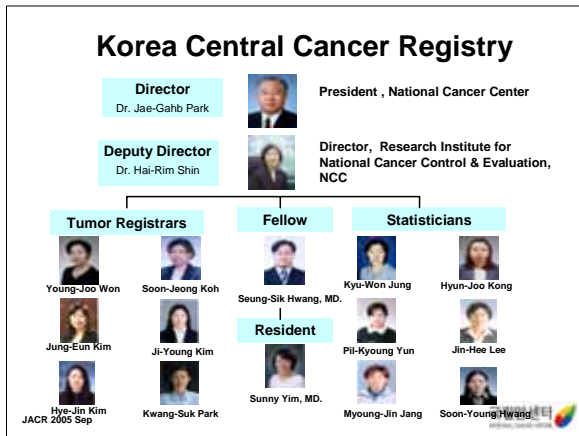 Korea Central Cancer Registry
Director
Dr. Jae-Gahb Park
President , National Cancer Center
Deputy Director
Dr. Hai-Rim Shin
Director, Research Institute for
National Cancer Control & Evaluation,
NCC
Tumor Registrars
Fellow
Statisticians
Young-Joo Won
Soon-Jeong Koh
Seung-Sik Hwang, MD.
Kyu-Won Jung
Hyun-Joo Kong
Resident
Jung-Eun Kim
Ji-Young Kim
Pil-Kyoung Yun
Jin-Hee Lee
Hye-Jin Kim
Kwang-Suk Park
Sunny Yim, MD.
Myoung-Jin Jang
Soon-Young Hwang
JACR 2005 Sep